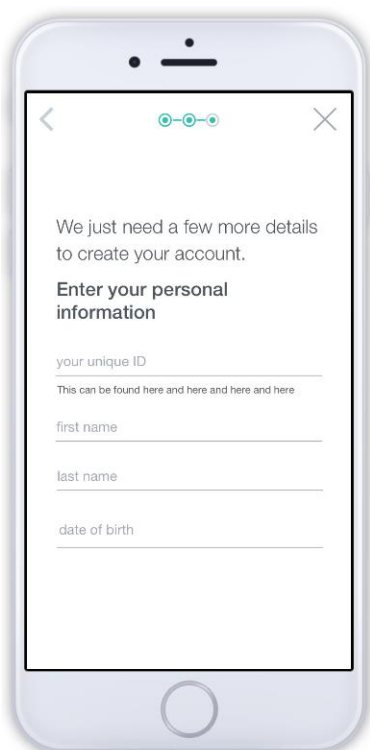 We just need a few more details
to create your account.
Enter your personal
information
your unique ID
This can be found here and here and here and here
first name
last name
date of birth